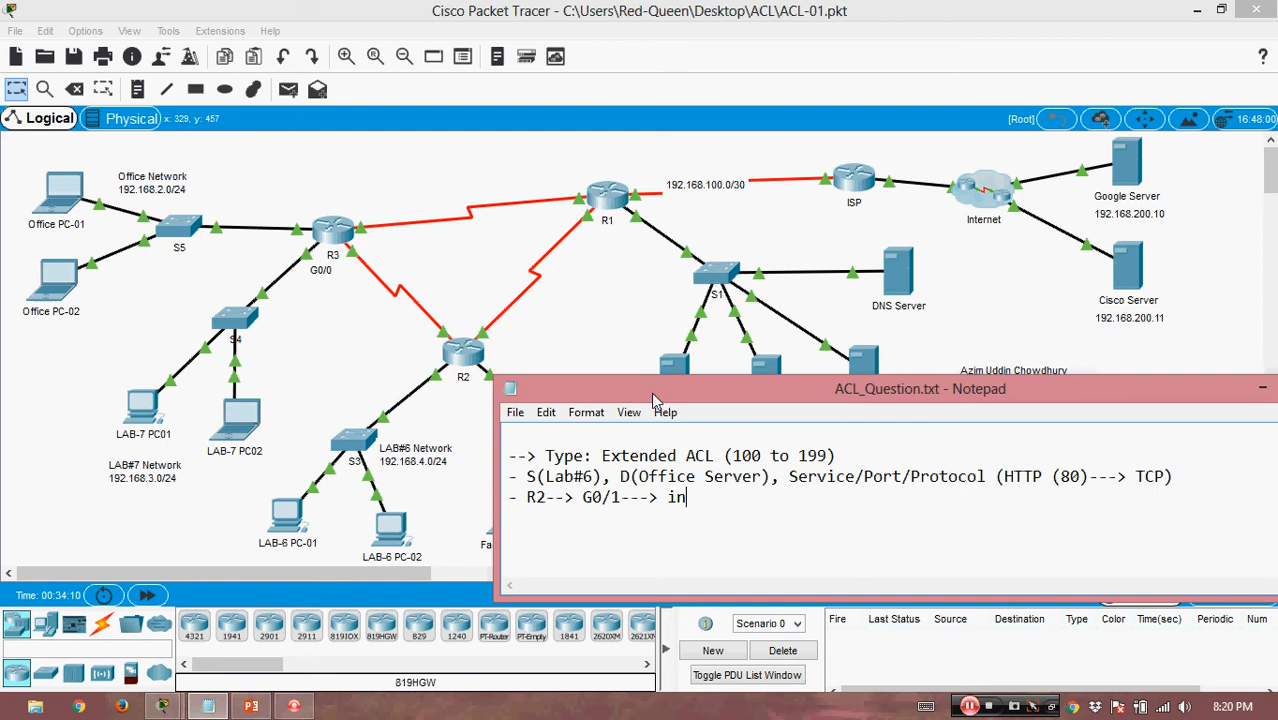 Cisco Packet Tracer - C:\Users\Red-Queen\Desktop\ACL\ACL-01.pkt
File Edit Options View Tools Extensions Help
?
Logical Physical x: 329, y: 457 [Root] 16:48:00
Office Network
192.168.2.0/24
Office PC-01
S5
Office PC-02
R3
G0/0
R1
192.168.100.0/30
ISP
Internet
Google Server
192.168.200.10
Cisco Server
192.168.200.11
S1
DNS Server
S4
R2
LAB-7 PC01
LAB-7 PC02
LAB#7 Network
192.168.3.0/24
S3
LAB#6 Network
192.168.4.0/24
LAB-6 PC-01
LAB-6 PC-02
Fa
Azim Uddin Chowdhury
ACL_Question.txt - Notepad
File Edit Format View Help
--> Type: Extended ACL (100 to 199)
- S(Lab#6), D(Office Server), Service/Port/Protocol (HTTP (80)---> TCP)
- R2--> G0/1---> in
Time: 00:34:10
4321 1941 2901 2911 819IOX 819HGW 829 1240 PT-Router PT-Empty 1841 2620XM 2621XM
819HGW
Scenario 0
New Delete
Toggle PDU List Window
Fire Last Status Source Destination Type Color Time(sec) Periodic Num
8:20 PM